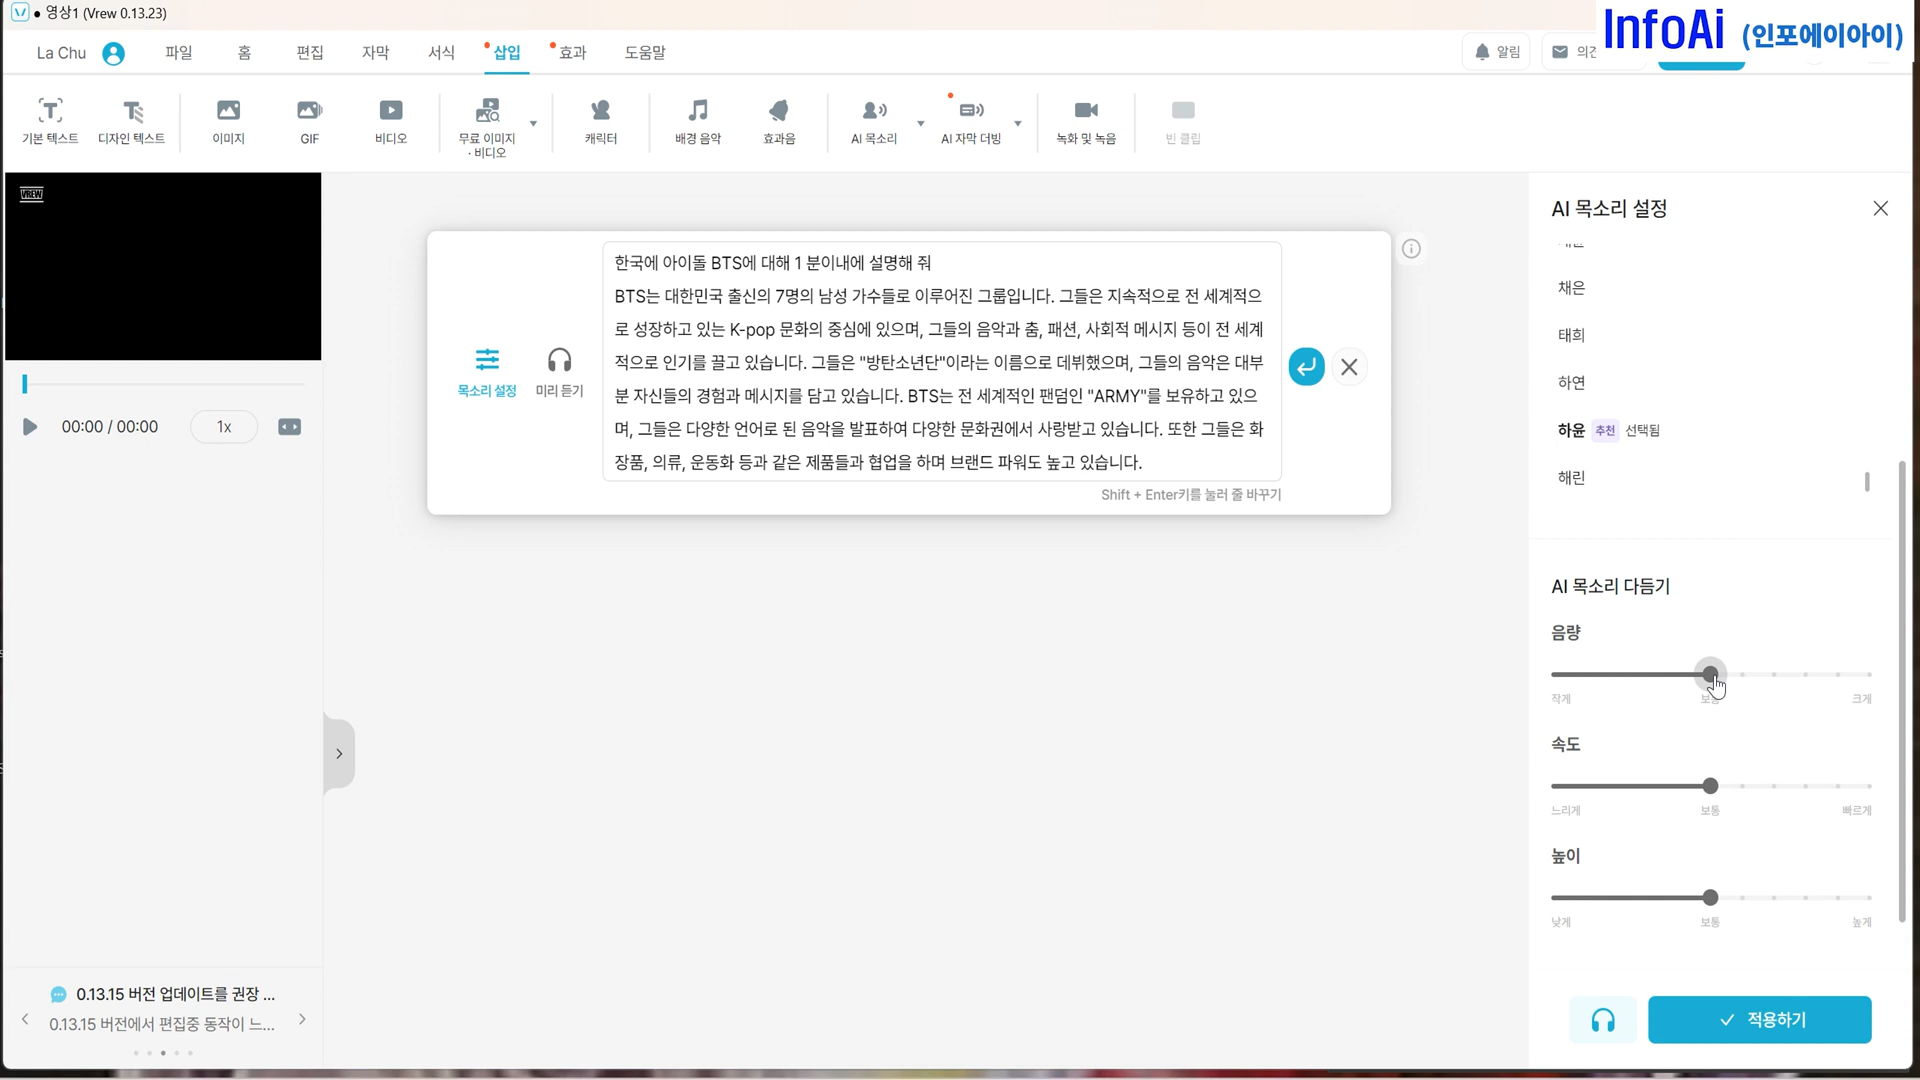 영상1 (Vrew 0.13.23)
InfoAi (인포에이아이)
La Chu
파일
홈
편집
자막
서식
삽입
효과
도움말
알림
의견
기본 텍스트
디자인 텍스트
이미지
GIF
비디오
무료 이미지
· 비디오
캐릭터
배경 음악
효과음
AI 목소리
AI 자막 더빙
녹화 및 녹음
빈 클립
VREW
00:00 / 00:00
1x
목소리 설정
미리 듣기
한국에 아이돌 BTS에 대해 1 분이내에 설명해 줘
BTS는 대한민국 출신의 7명의 남성 가수들로 이루어진 그룹입니다. 그들은 지속적으로 전 세계적으
로 성장하고 있는 K-pop 문화의 중심에 있으며, 그들의 음악과 춤, 패션, 사회적 메시지 등이 전 세계
적으로 인기를 끌고 있습니다. 그들은 "방탄소년단"이라는 이름으로 데뷔했으며, 그들의 음악은 대부
분 자신들의 경험과 메시지를 담고 있습니다. BTS는 전 세계적인 팬덤인 "ARMY"를 보유하고 있으
며, 그들은 다양한 언어로 된 음악을 발표하여 다양한 문화권에서 사랑받고 있습니다. 또한 그들은 화
장품, 의류, 운동화 등과 같은 제품들과 협업을 하며 브랜드 파워도 높고 있습니다.
Shift + Enter키를 눌러 줄 바꾸기
AI 목소리 설정
채은
태희
하연
하윤 추천 선택됨
해린
AI 목소리 다듬기
음량
작게 보통 크게
속도
느리게 보통 빠르게
높이
낮게 보통 높게
적용하기
0.13.15 버전 업데이트를 권장 ...
0.13.15 버전에서 편집중 동작이 느...